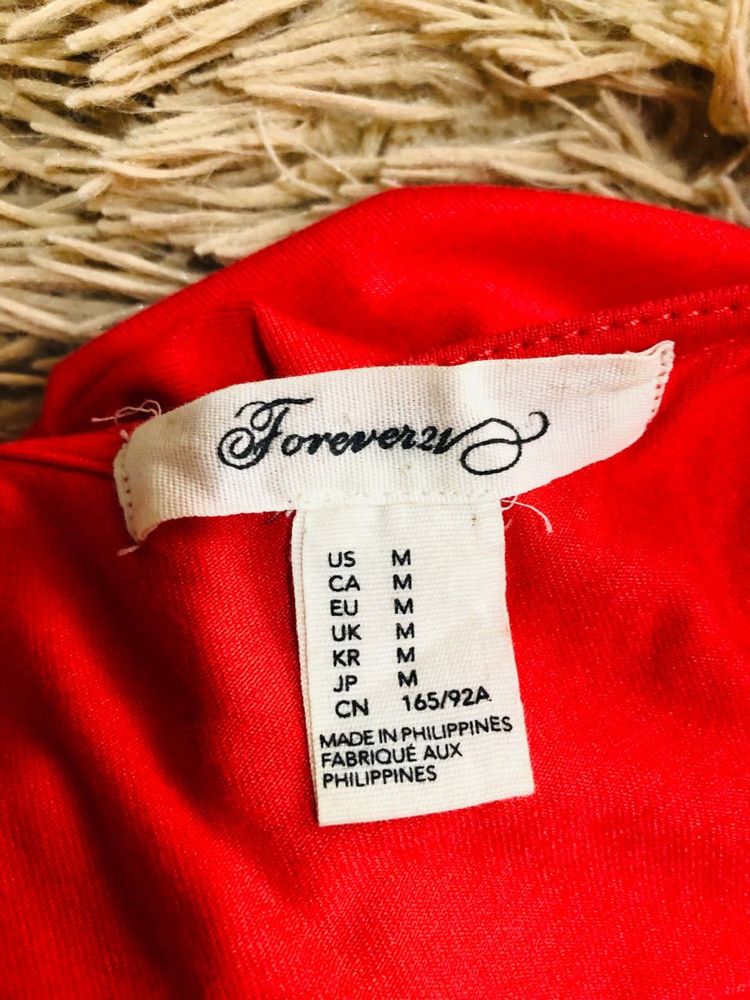 Forever21
US M
CA M
EU M
UK M
KR M
JP M
CN 165/92A
MADE IN PHILIPPINES
FABRIQUÉ AUX
PHILIPPINES